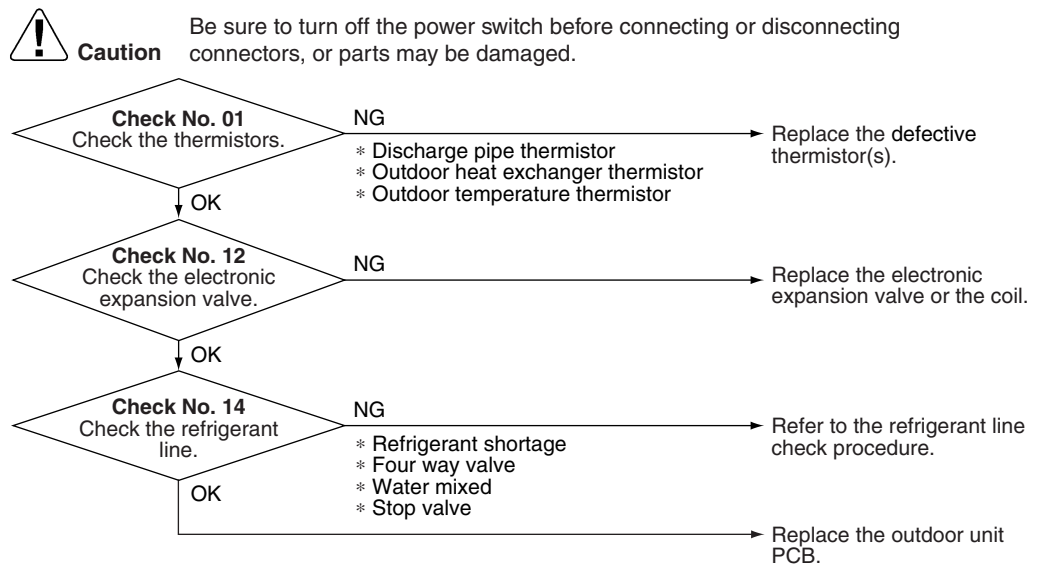 Be sure to turn off the power switch before connecting or disconnecting
Caution connectors, or parts may be damaged.
Check No. 01
Check the thermistors.
NG
∗ Discharge pipe thermistor
∗ Outdoor heat exchanger thermistor
∗ Outdoor temperature thermistor
Replace the defective
thermistor(s).
OK
Check No. 12
Check the electronic
expansion valve.
NG
Replace the electronic
expansion valve or the coil.
OK
Check No. 14
Check the refrigerant
line.
NG
∗ Refrigerant shortage
∗ Four way valve
∗ Water mixed
∗ Stop valve
Refer to the refrigerant line
check procedure.
OK
Replace the outdoor unit
PCB.